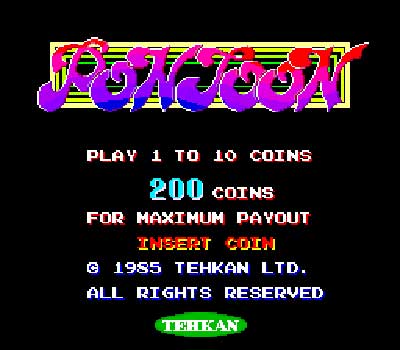 PONTOON
PLAY 1 TO 10 COINS
200 COINS
FOR MAXIMUM PAYOUT
INSERT COIN
© 1985 TEHKAN LTD.
ALL RIGHTS RESERVED
TEHKAN